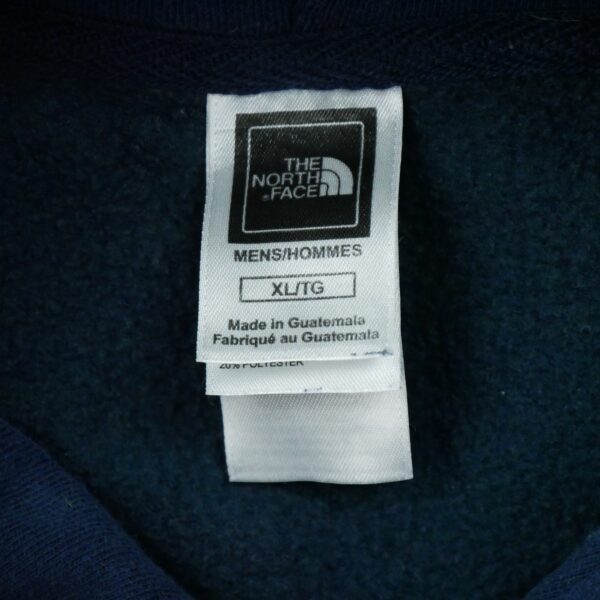 THE
NORTH
FACE
MENS/HOMMES
XL/TG
Made in Guatemala
Fabriqué au Guatemala
20% POLYESTER